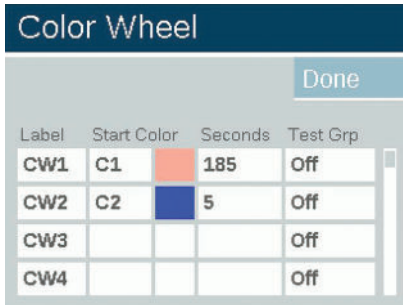 Color Wheel
Done
Label Start Color Seconds Test Grp
CW1 C1 185 Off
CW2 C2 5 Off
CW3 Off
CW4 Off